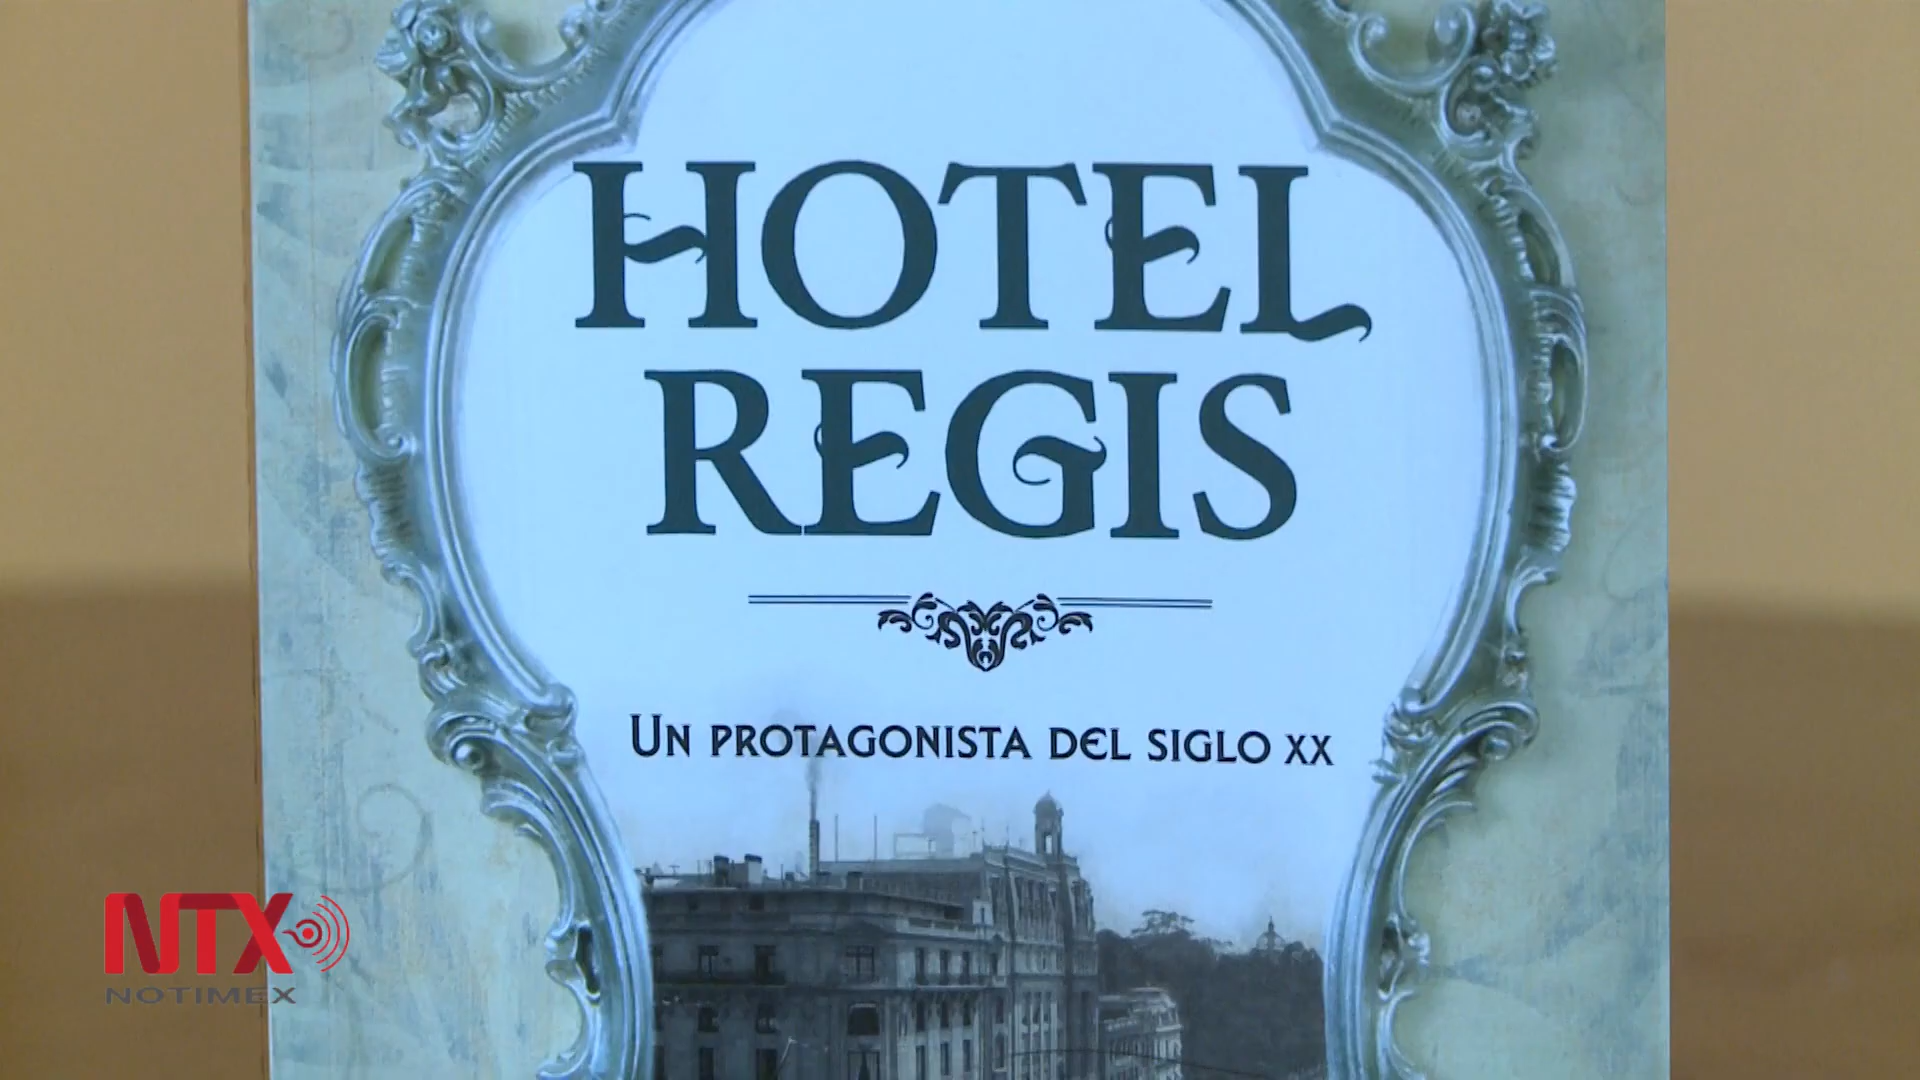 HOTEL
REGIS
UN PROTAGONISTA DEL SIGLO XX
NTX
NOTIMEX